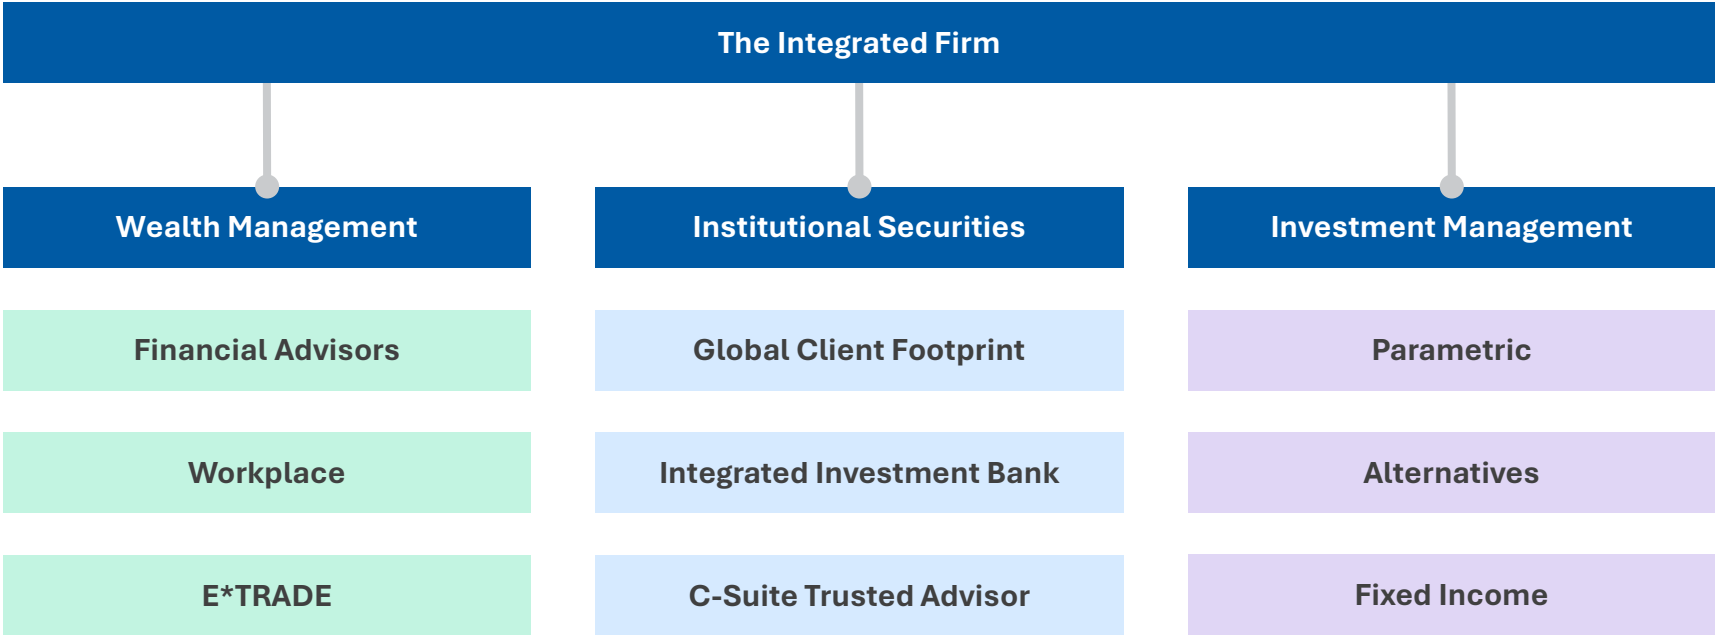 The Integrated Firm
Wealth Management
Institutional Securities
Investment Management
Financial Advisors
Global Client Footprint
Parametric
Workplace
Integrated Investment Bank
Alternatives
E*TRADE
C-Suite Trusted Advisor
Fixed Income